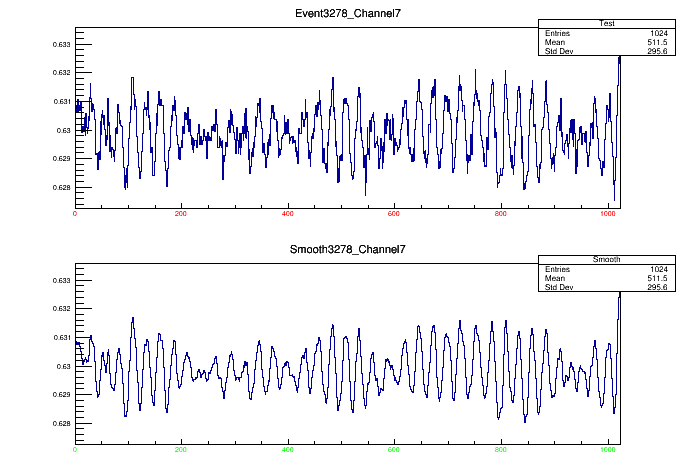 Event3278_Channel7
Test
Entries 1024
Mean 511.5
Std Dev 295.6
0.633
0.632
0.631
0.63
0.629
0.628
0 200 400 600 800 1000
Smooth3278_Channel7
Smooth
Entries 1024
Mean 511.5
Std Dev 295.6
0.633
0.632
0.631
0.63
0.629
0.628
0 200 400 600 800 1000